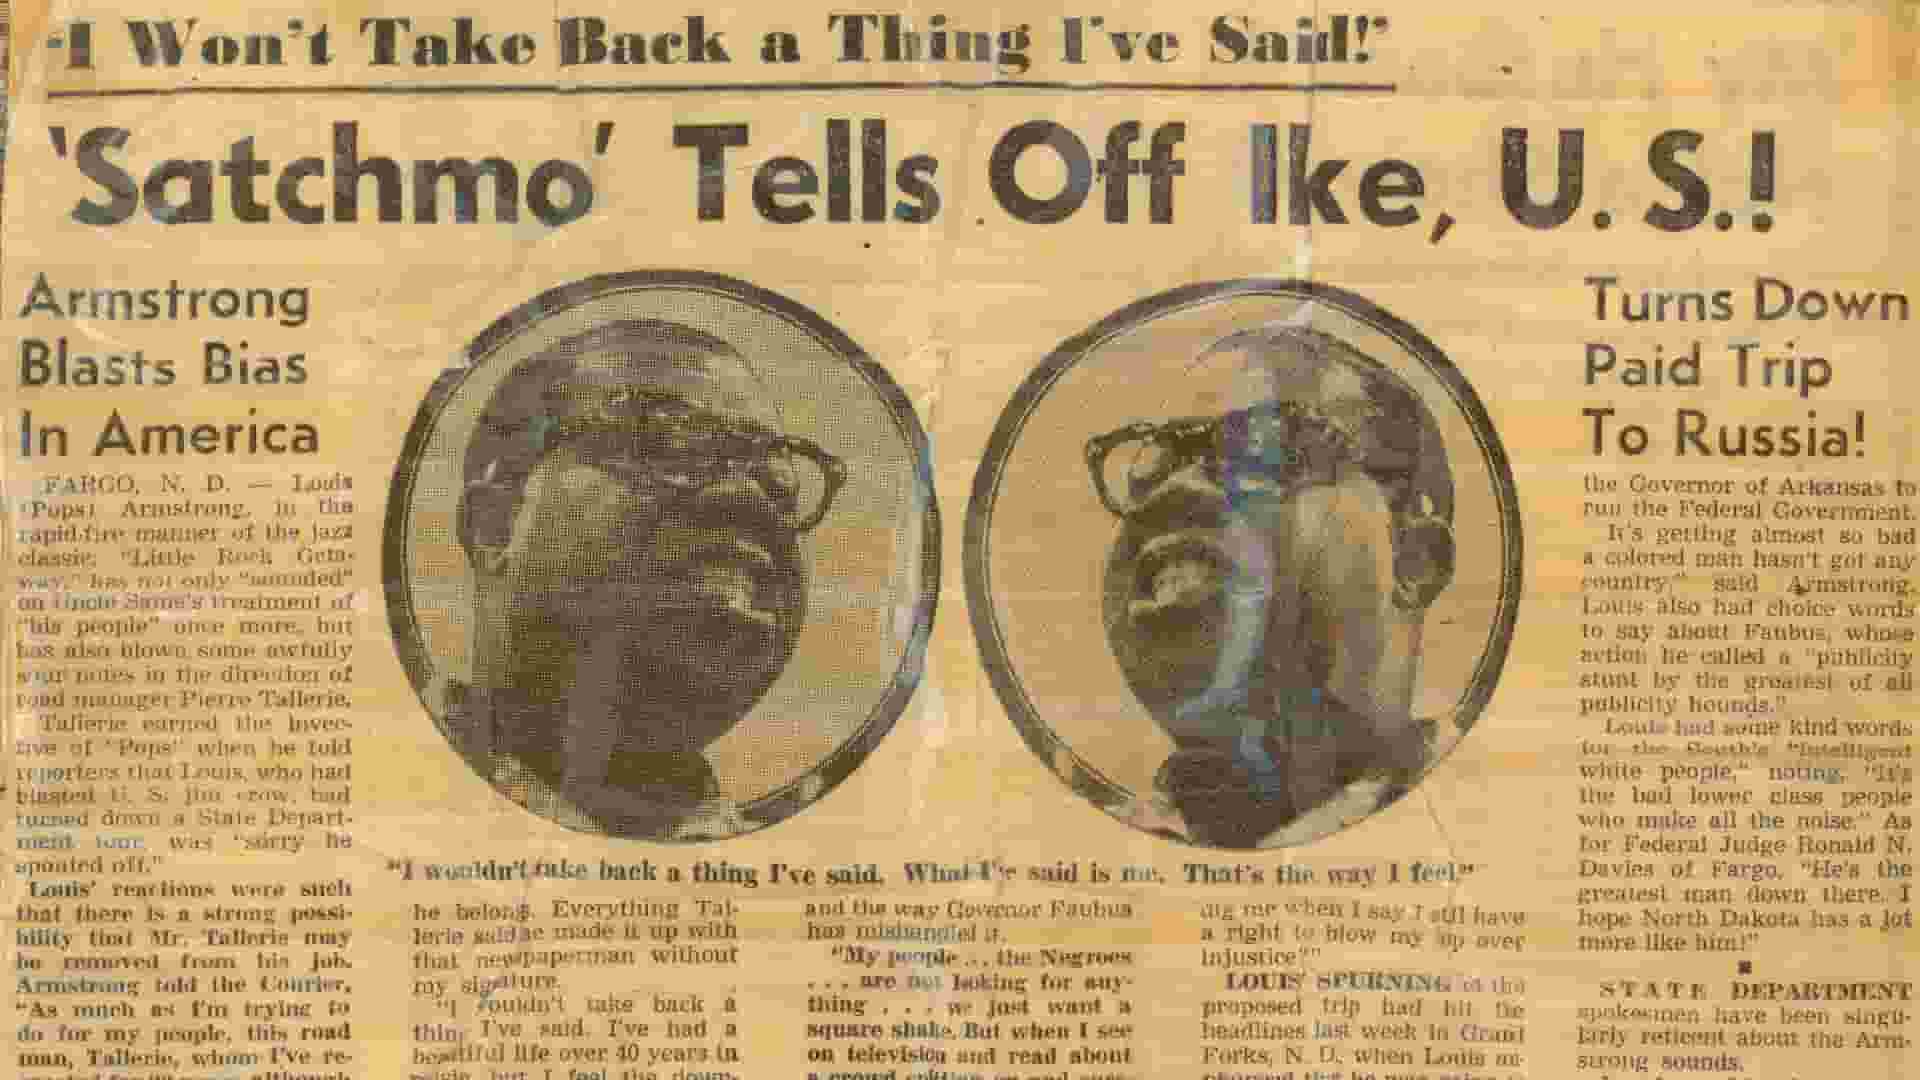 "I Won't Take Back a Thing I've Said!"
'Satchmo' Tells Off Ike, U. S.!
Armstrong
Blasts Bias
In America
FARGO, N. D. — Louis
(Pops) Armstrong, in the
rapid-fire manner of the jazz
classic, "Little Rock Geta-
way," has not only "sounded"
on Uncle Same's treatment of
"his people" once more, but
has also blown some awfully
sour notes in the direction of
road manager Pierre Tallerie.
Tallerie earned the invec-
tive of "Pops" when he told
reporters that Louis, who had
blasted U. S. jim crow, had
turned down a State Depart-
ment tour, was "sorry he
spouted off."
Louis' reactions were such
that there is a strong possi-
bility that Mr. Tallerie may
be removed from his job.
Armstrong told the Courier,
"As much as I'm trying to
do for my people, this road
man, Tallerie, whom I've re-
"I wouldn't take back a thing I've said. What I've said is me. That's the way I feel."
he belong. Everything Tal-
lerie said he made it up with
that newspaperman without
my signature.
"I wouldn't take back a
thing I've said. I've had a
beautiful life over 40 years in
music, but I feel the down-
and the way Governor Faubus
has mishandled it.
"My people ... the Negroes
. . . are not looking for any-
thing . . . we just want a
square shake. But when I see
on television and read about
a crowd spitting on and
dig me when I say I still have
a right to blow my top over
injustice?"
LOUIS' SPURNING of the
proposed trip had hit the
headlines last week in Grand
Forks, N. D. when Louis an-
Turns Down
Paid Trip
To Russia!
the Governor of Arkansas to
run the Federal Government.
It's getting almost so bad
a colored man hasn't got any
country," said Armstrong.
Louis also had choice words
to say about Faubus, whose
action he called a "publicity
stunt by the greatest of all
publicity hounds."
Louis had some kind words
for the South's "intelligent
white people," noting, "It's
the bad lower class people
who make all the noise." As
for Federal Judge Ronald N.
Davies of Fargo, "He's the
greatest man down there. I
hope North Dakota has a lot
more like him!"
STATE DEPARTMENT
spokesmen have been singu-
larly reticent about the Arm-
strong sounds.